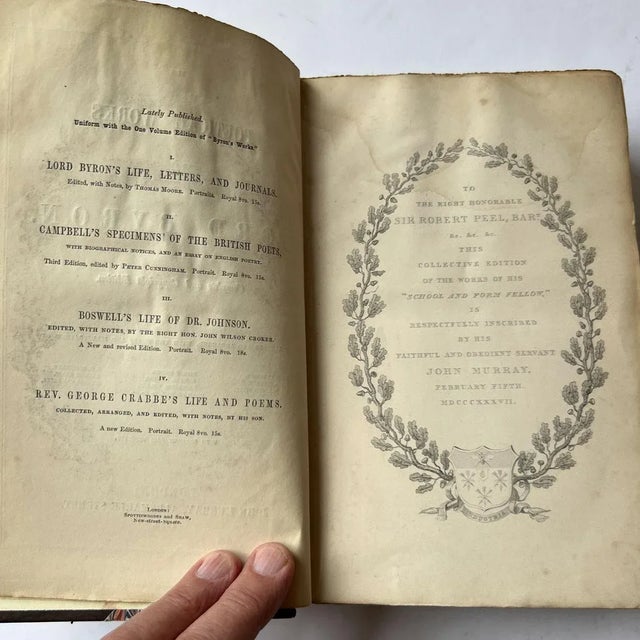 Lately Published.
Uniform with the One Volume Edition of "Byron's Works."
I.
LORD BYRON'S LIFE, LETTERS, AND JOURNALS.
Edited, with Notes, by Thomas Moore. Portraits. Royal 8vo. 15s.
II.
CAMPBELL'S SPECIMENS OF THE BRITISH POETS,
WITH BIOGRAPHICAL NOTICES, AND AN ESSAY ON ENGLISH POETRY.
Third Edition, edited by Peter Cunningham. Portrait. Royal 8vo. 15s.
III.
BOSWELL'S LIFE OF DR. JOHNSON.
EDITED, WITH NOTES, BY THE RIGHT HON. JOHN WILSON CROKER.
A New and revised Edition. Portrait. Royal 8vo. 15s.
IV.
REV. GEORGE CRABBE'S LIFE AND POEMS.
COLLECTED, ARRANGED, AND EDITED, WITH NOTES, BY HIS SON.
A new Edition. Portrait. Royal 8vo. 15s.
London:
Spottiswoodes and Shaw,
New-street-Square.
TO
THE RIGHT HONORABLE
SIR ROBERT PEEL, BART.
&c. &c. &c.
THIS
COLLECTIVE EDITION
OF THE WORKS OF HIS
"SCHOOL AND FORM FELLOW,"
IS
RESPECTFULLY INSCRIBED
BY HIS
FAITHFUL AND OBEDIENT SERVANT
JOHN MURRAY.
FEBRUARY FIFTH.
MDCCCXXXVII.